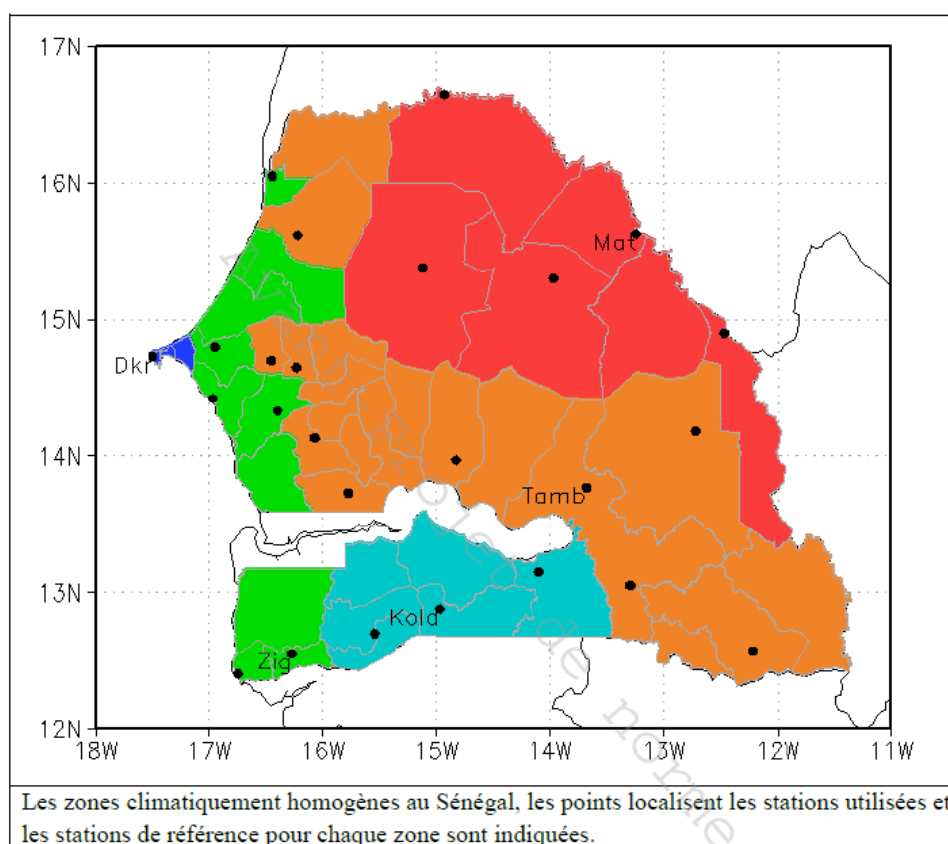 17N
16N
Mat
15N
Dkr
14N
Tamb
13N
Kold
Zig
12N
18W 17W 16W 15W 14W 13W 12W 11W
de norme
Les zones climatiquement homogènes au Sénégal, les points localisent les stations utilisées et
les stations de référence pour chaque zone sont indiquées.